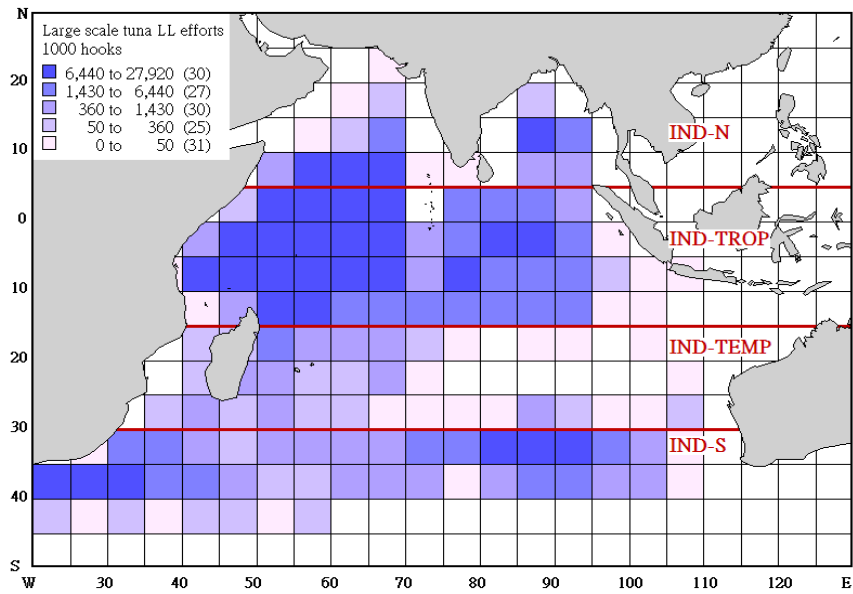 N
Large scale tuna LL efforts
1000 hooks
6,440 to 27,920 (30)
1,430 to 6,440 (27)
360 to 1,430 (30)
50 to 360 (25)
0 to 50 (31)
20
10
0
10
20
30
40
S
IND-N
IND-TROP
IND-TEMP
IND-S
W 30 40 50 60 70 80 90 100 110 120 E